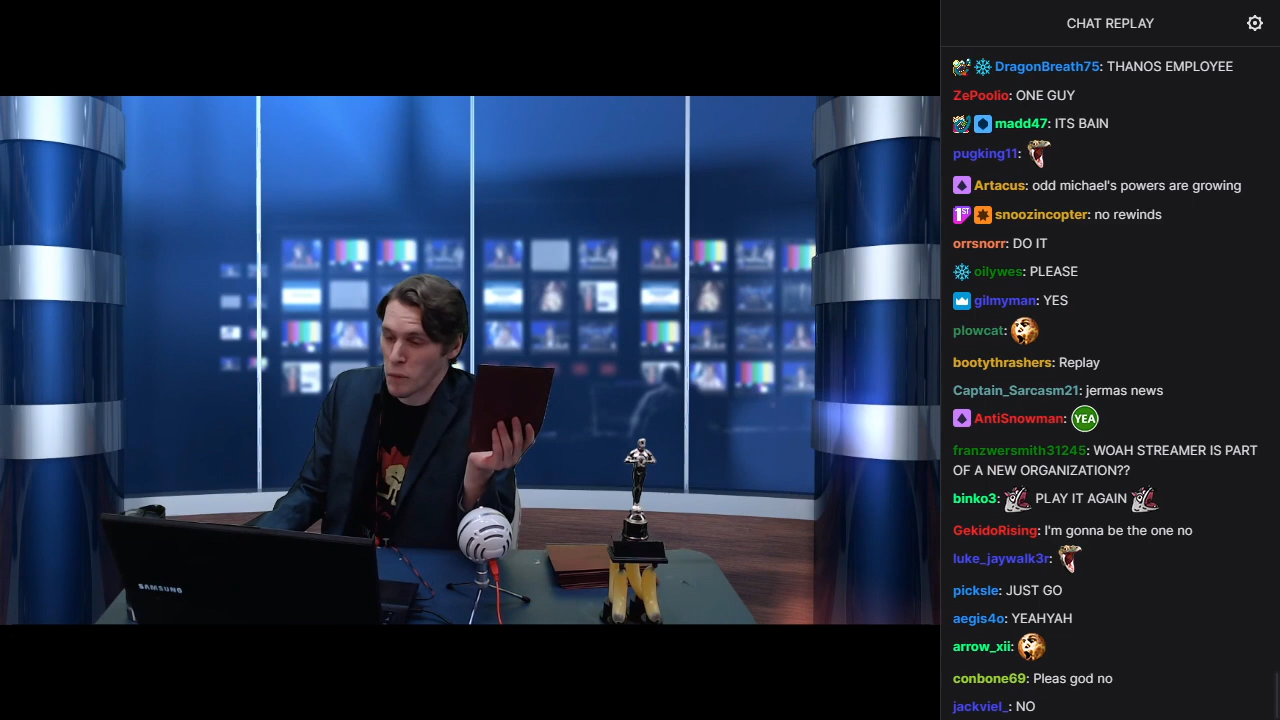 CHAT REPLAY
DragonBreath75: THANOS EMPLOYEE
ZePoolio: ONE GUY
madd47: ITS BAIN
pugking11:
Artacus: odd michael's powers are growing
1ST snoozincopter: no rewinds
orrsnorr: DO IT
oilywes: PLEASE
gilmyman: YES
plowcat:
bootythrashers: Replay
Captain_Sarcasm21: jermas news
AntiSnowman: YEA
franzwersmith31245: WOAH STREAMER IS PART
OF A NEW ORGANIZATION??
binko3: PLAY IT AGAIN
GekidoRising: I'm gonna be the one no
luke_jaywalk3r:
picksle: JUST GO
aegis4o: YEAHYAH
arrow_xii:
conbone69: Pleas god no
jackviel_: NO
SAMSUNG